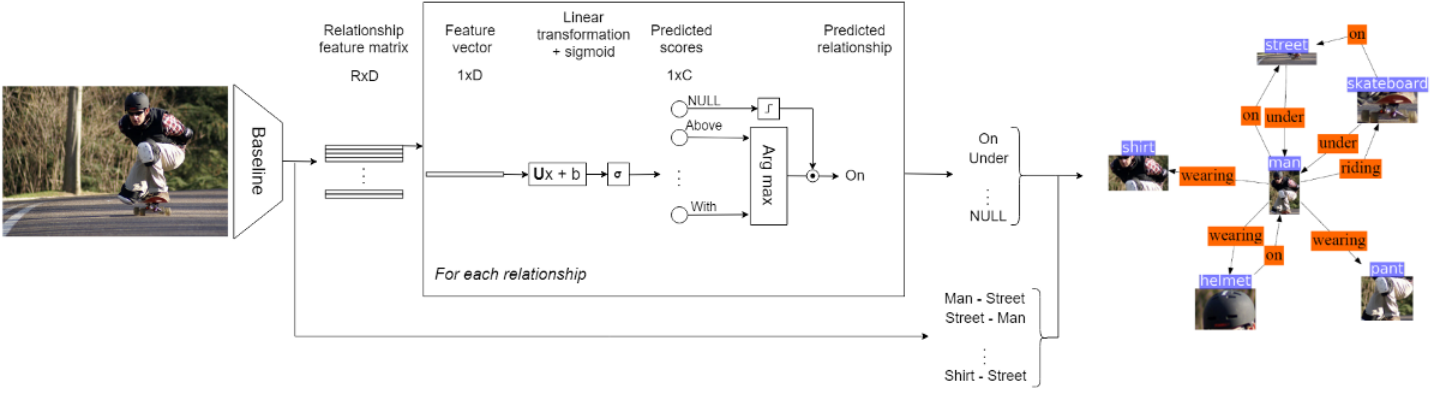 Relationship
feature matrix
RxD
Feature
vector
1xD
Linear
transformation
+ sigmoid
Predicted
scores
1xC
Predicted
relationship
Baseline
Ux + b
σ
NULL
Above
⋮
With
Arg max
On
For each relationship
On
Under
⋮
NULL
Man - Street
Street - Man
⋮
Shirt - Street
street
on
skateboard
on
under
under
shirt
man
riding
wearing
wearing
on
wearing
helmet
pant